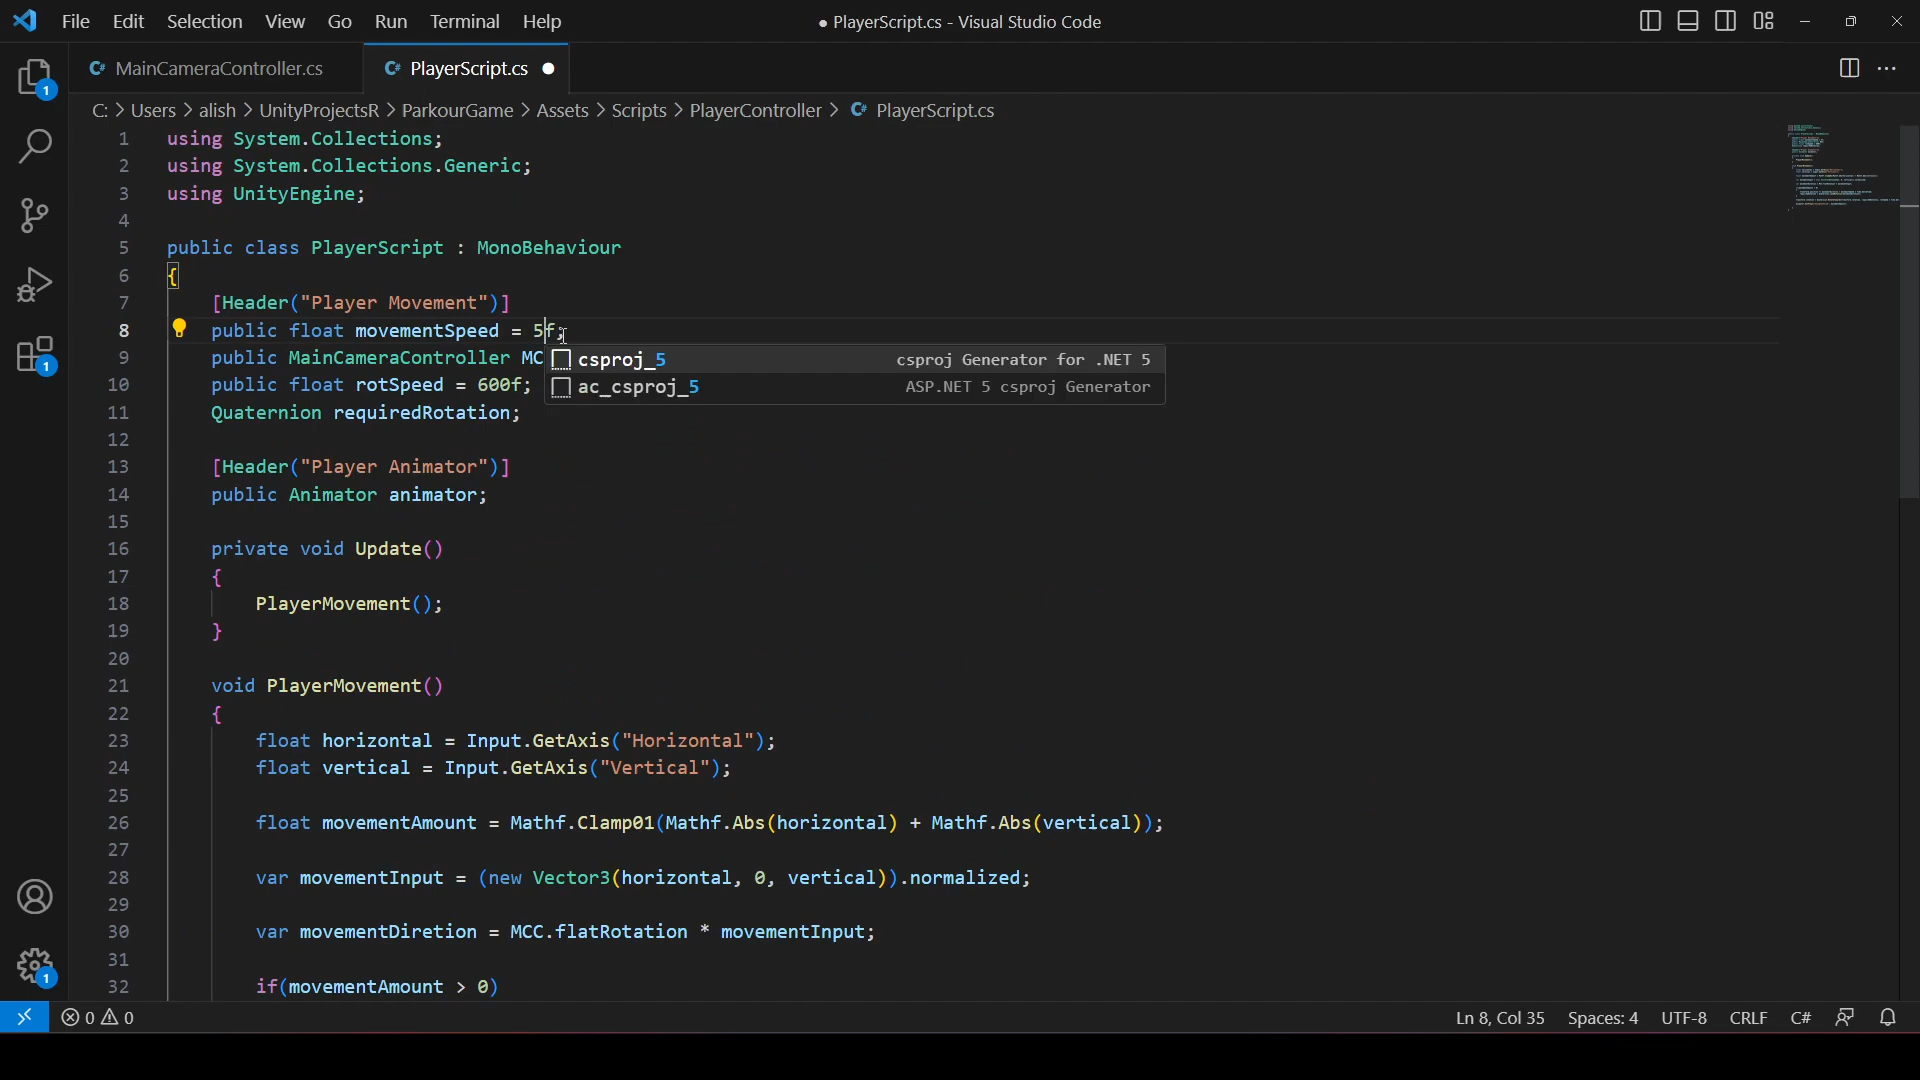 File Edit Selection View Go Run Terminal Help
● PlayerScript.cs - Visual Studio Code
MainCameraController.cs
PlayerScript.cs ●
C: > Users > alish > UnityProjectsR > ParkourGame > Assets > Scripts > PlayerController > PlayerScript.cs
1 using System.Collections;
2 using System.Collections.Generic;
3 using UnityEngine;
4
5 public class PlayerScript : MonoBehaviour
6 {
7 [Header("Player Movement")]
8 public float movementSpeed = 5f;
9 public MainCameraController MC
csproj_5 csproj Generator for .NET 5
10 public float rotSpeed = 600f;
ac_csproj_5 ASP.NET 5 csproj Generator
11 Quaternion requiredRotation;
12
13 [Header("Player Animator")]
14 public Animator animator;
15
16 private void Update()
17 {
18 PlayerMovement();
19 }
20
21 void PlayerMovement()
22 {
23 float horizontal = Input.GetAxis("Horizontal");
24 float vertical = Input.GetAxis("Vertical");
25
26 float movementAmount = Mathf.Clamp01(Mathf.Abs(horizontal) + Mathf.Abs(vertical));
27
28 var movementInput = (new Vector3(horizontal, 0, vertical)).normalized;
29
30 var movementDiretion = MCC.flatRotation * movementInput;
31
32 if(movementAmount > 0)
1
1
1
0 0
Ln 8, Col 35 Spaces: 4 UTF-8 CRLF C#